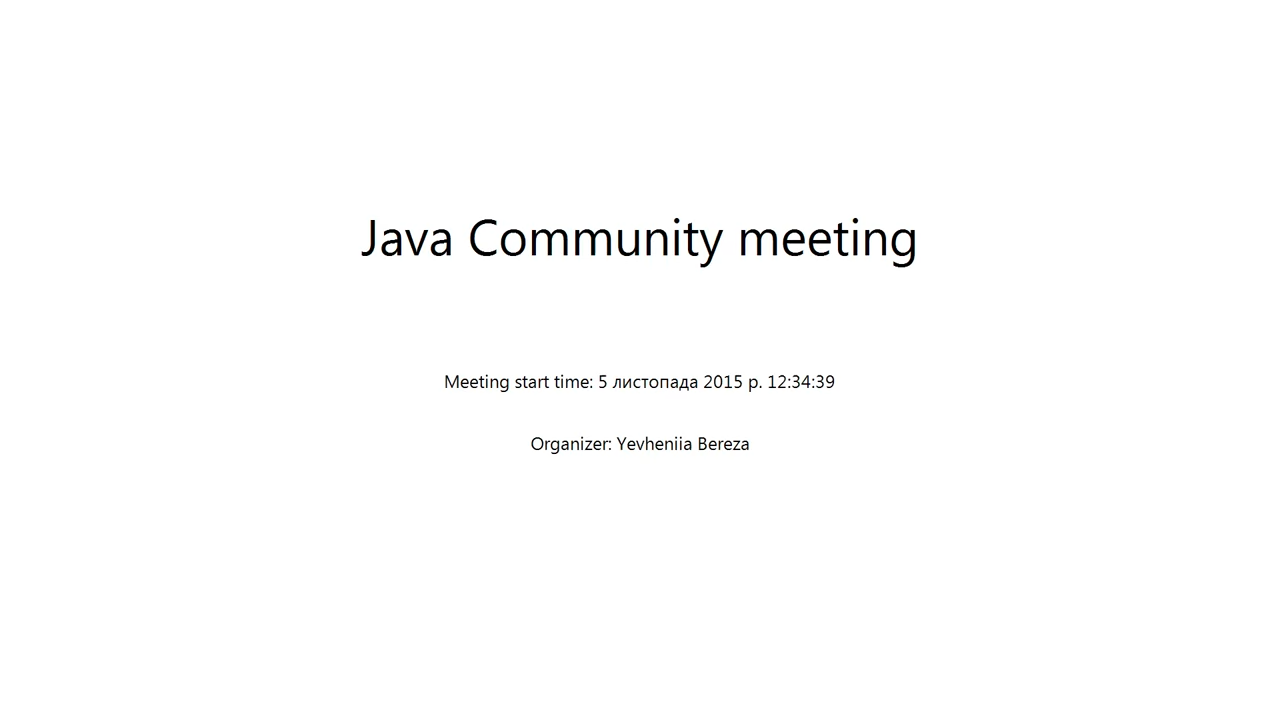 Java Community meeting
Meeting start time: 5 листопада 2015 р. 12:34:39
Organizer: Yevheniia Bereza